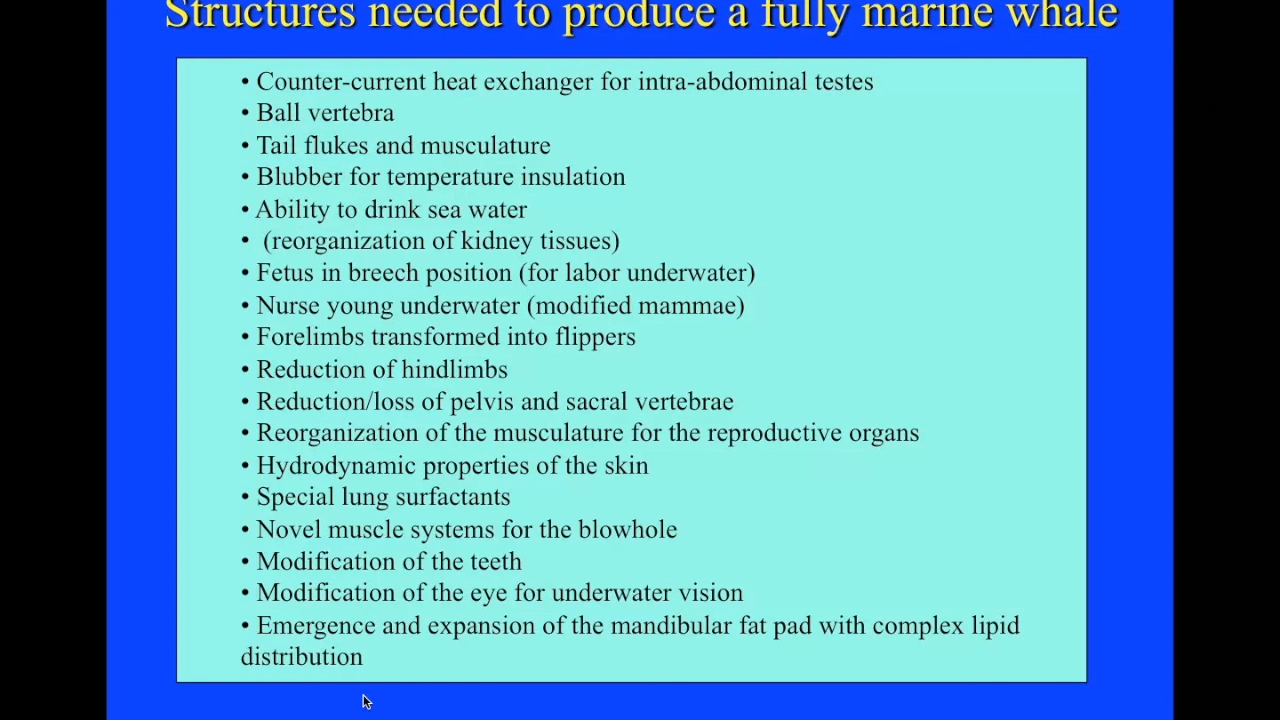 Structures needed to produce a fully marine whale
• Counter-current heat exchanger for intra-abdominal testes
• Ball vertebra
• Tail flukes and musculature
• Blubber for temperature insulation
• Ability to drink sea water
• (reorganization of kidney tissues)
• Fetus in breech position (for labor underwater)
• Nurse young underwater (modified mammae)
• Forelimbs transformed into flippers
• Reduction of hindlimbs
• Reduction/loss of pelvis and sacral vertebrae
• Reorganization of the musculature for the reproductive organs
• Hydrodynamic properties of the skin
• Special lung surfactants
• Novel muscle systems for the blowhole
• Modification of the teeth
• Modification of the eye for underwater vision
• Emergence and expansion of the mandibular fat pad with complex lipid
distribution